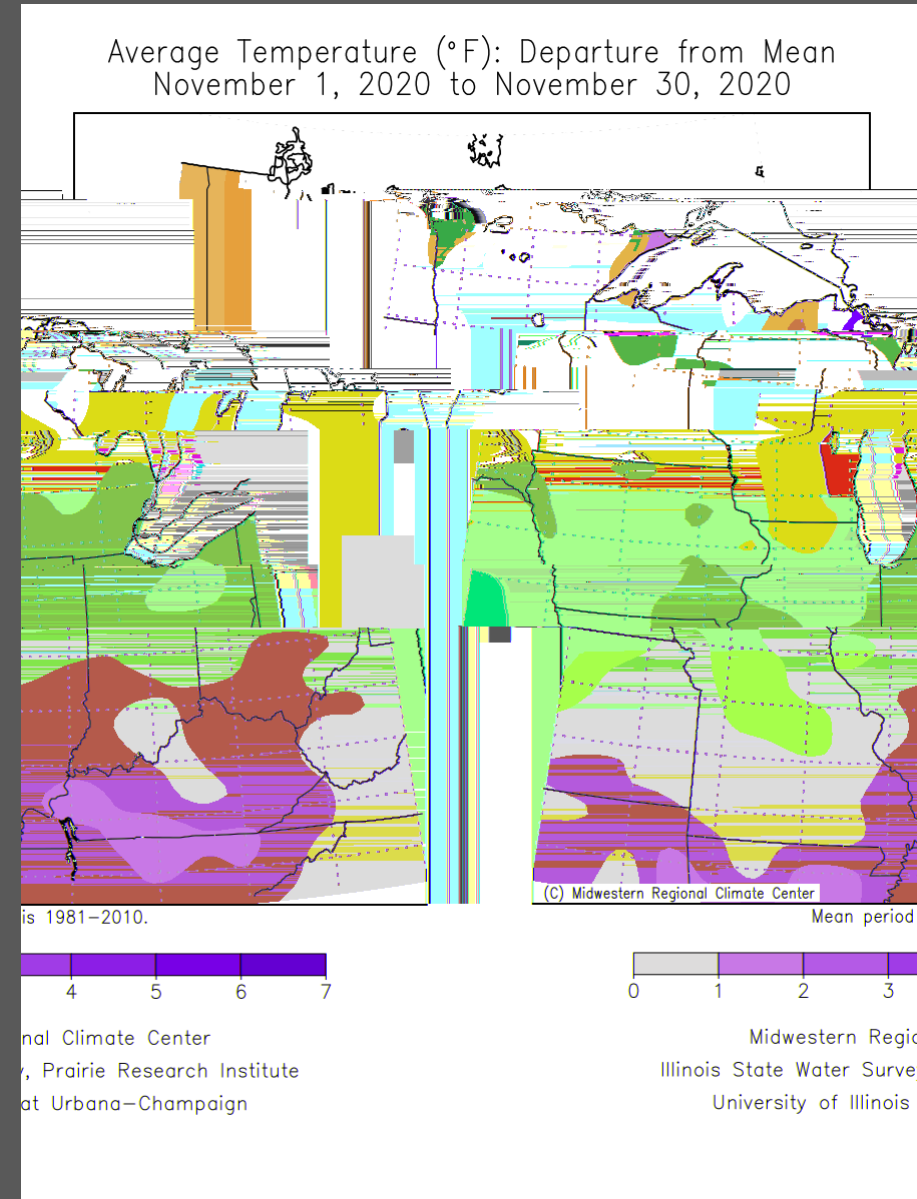 Average Temperature (°F): Departure from Mean
November 1, 2020 to November 30, 2020
(C) Midwestern Regional Climate Center
is 1981-2010.
Mean period
4 5 6 7
0 1 2 3
nal Climate Center
Midwestern Regio
y, Prairie Research Institute
Illinois State Water Surve
at Urbana-Champaign
University of Illinois